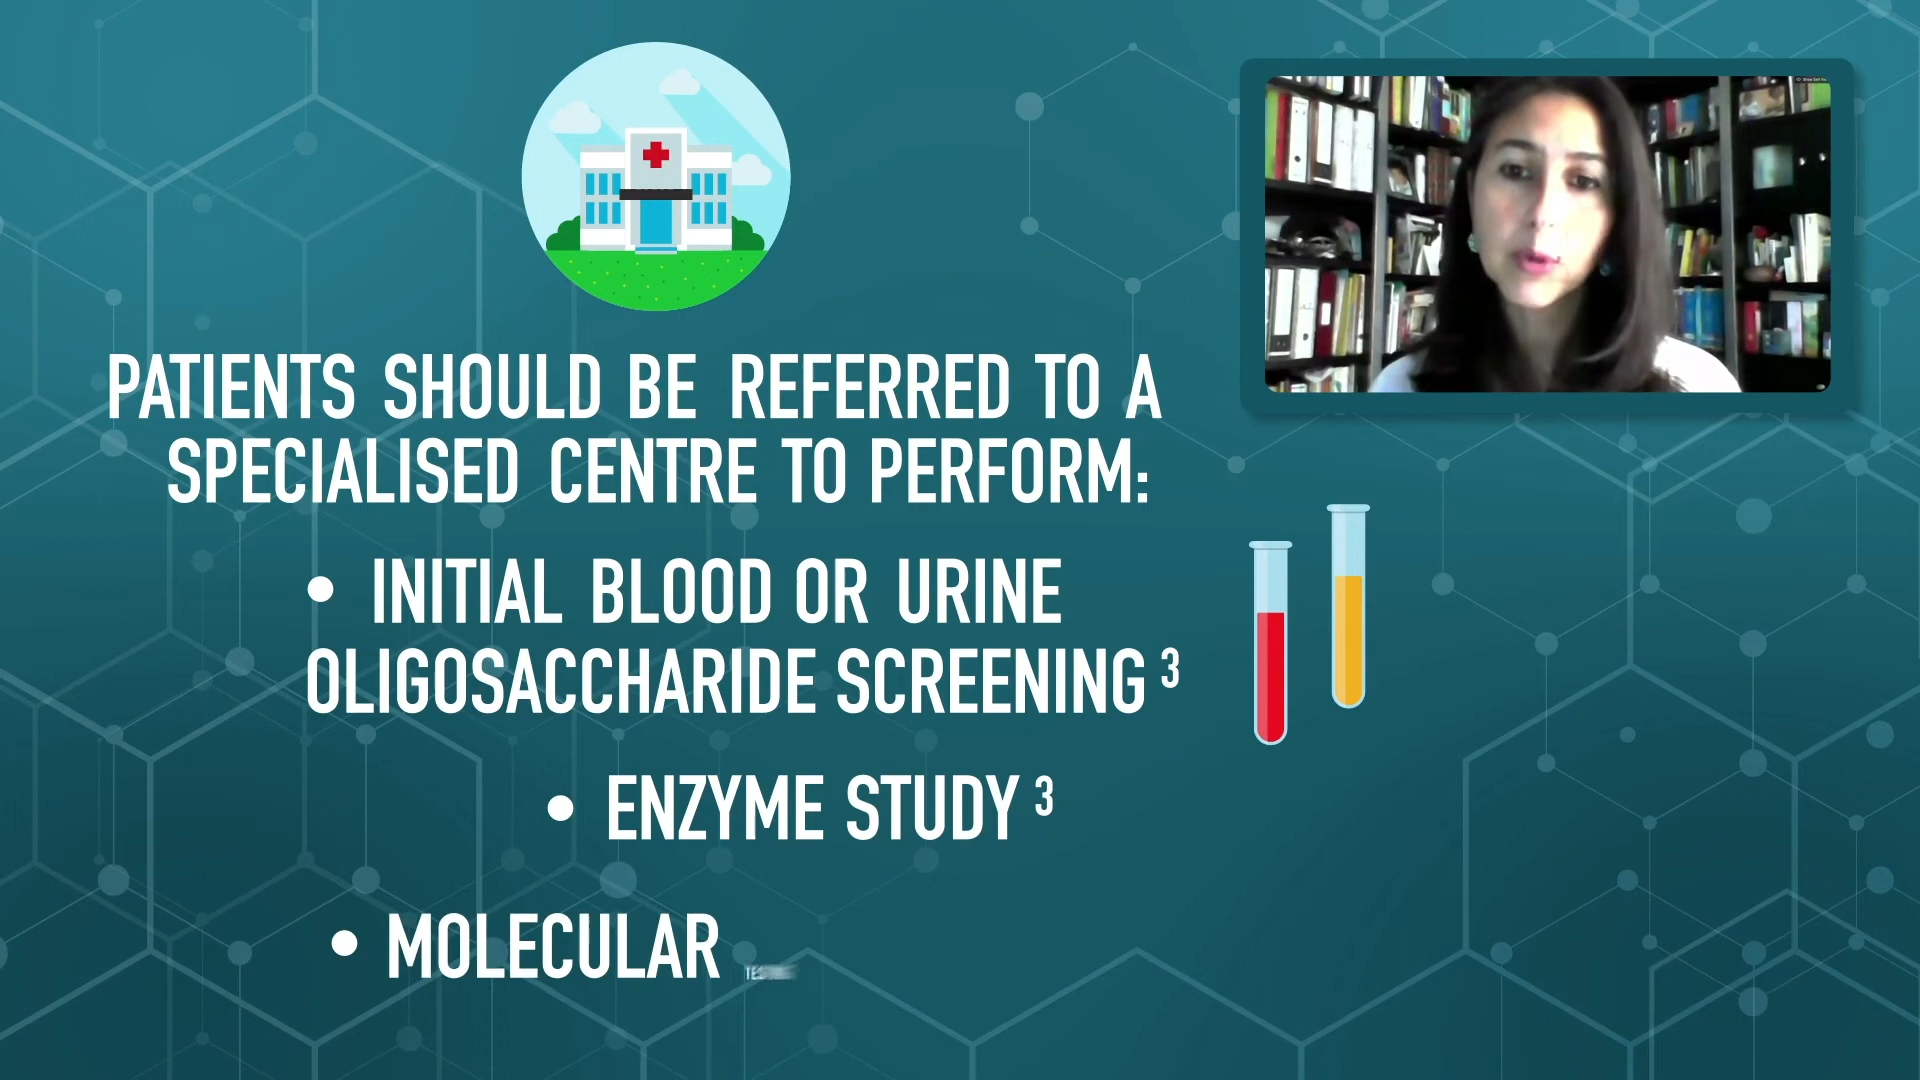 PATIENTS SHOULD BE REFERRED TO A
SPECIALISED CENTRE TO PERFORM:
• INITIAL BLOOD OR URINE
OLIGOSACCHARIDE SCREENING 3
• ENZYME STUDY 3
• MOLECULAR